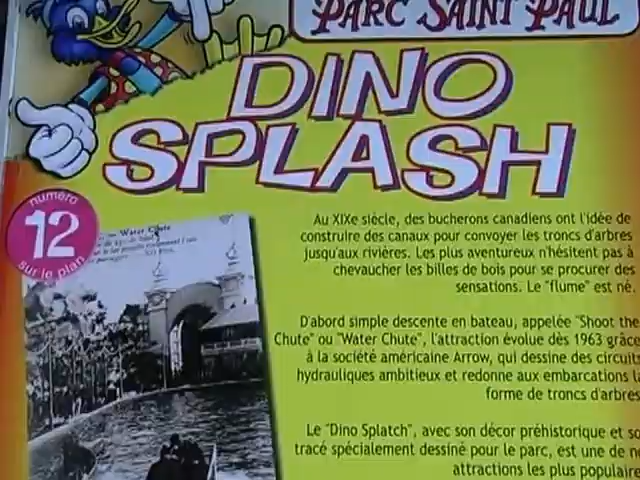 PARC SAINT PAUL
DINO
SPLASH
numéro
12
sur le plan
Water Chute
Au XIXe siècle, des bucherons canadiens ont l'idée de
construire des canaux pour convoyer les troncs d'arbres
jusqu'aux rivières. Les plus aventureux n'hésitent pas à
chevaucher les billes de bois pour se procurer des
sensations. Le "flume" est né.
D'abord simple descente en bateau, appelée "Shoot the
Chute" ou "Water Chute", l'attraction évolue dès 1963 grâce
à la société américaine Arrow, qui dessine des circuit
hydrauliques ambitieux et redonne aux embarcations la
forme de troncs d'arbres
Le "Dino Splatch", avec son décor préhistorique et so
tracé spécialement dessiné pour le parc, est une de n
attractions les plus populaire